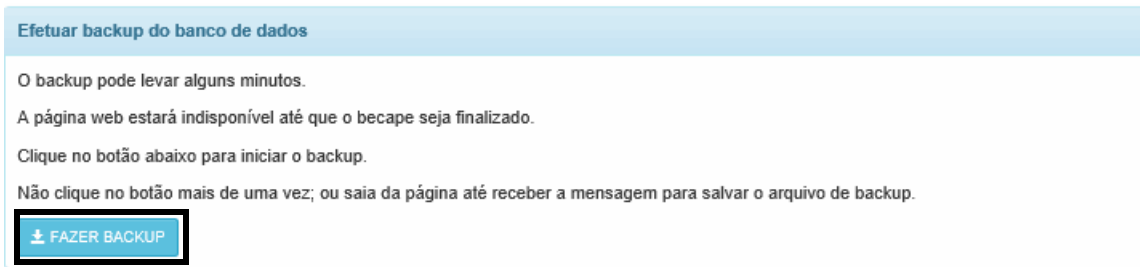 Efetuar backup do banco de dados
O backup pode levar alguns minutos.
A página web estará indisponível até que o becape seja finalizado.
Clique no botão abaixo para iniciar o backup.
Não clique no botão mais de uma vez; ou saia da página até receber a mensagem para salvar o arquivo de backup.
FAZER BACKUP